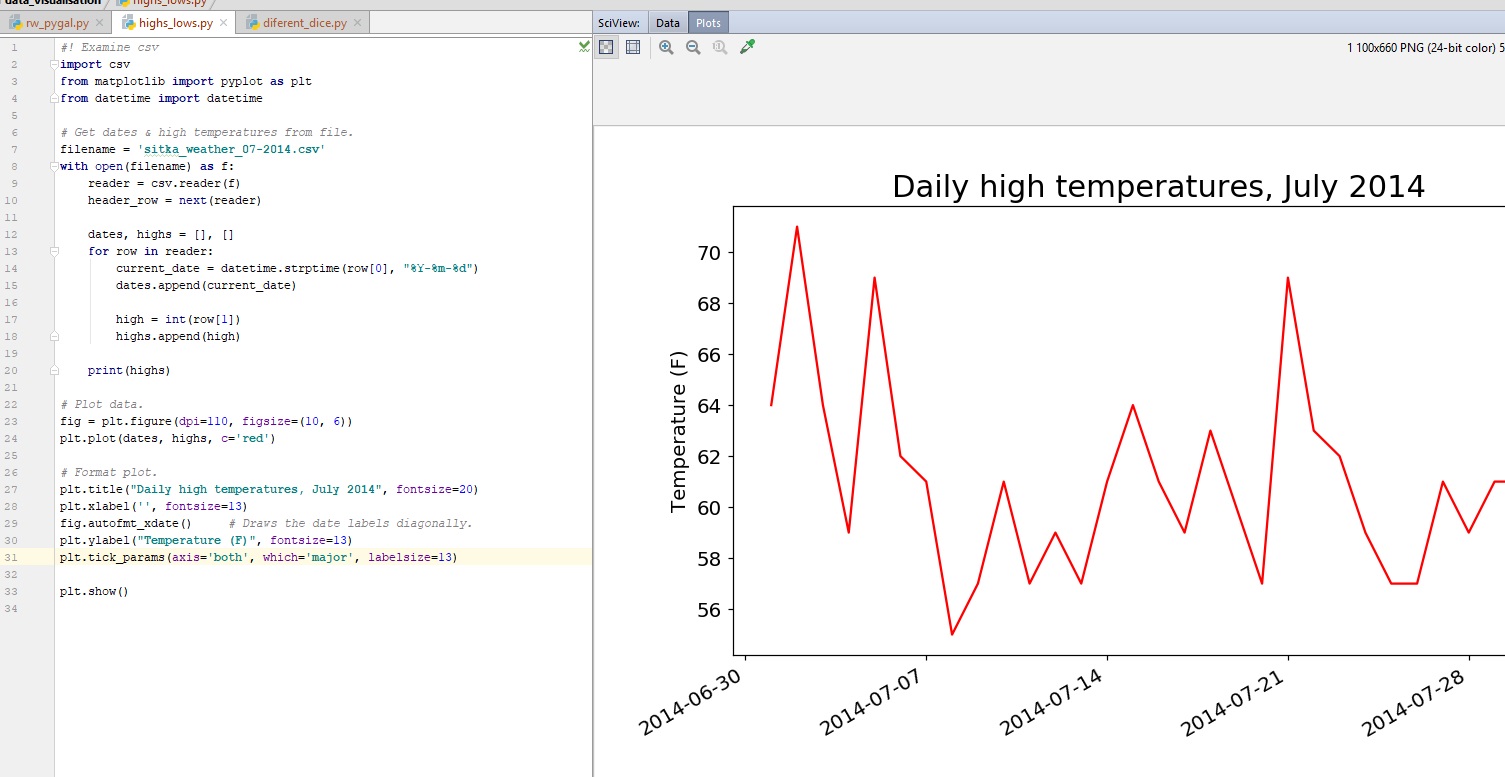 data_visualisation highs_lows.py
rw_pygal.py highs_lows.py diferent_dice.py
1 #! Examine csv
2 import csv
3 from matplotlib import pyplot as plt
4 from datetime import datetime
5
6 # Get dates & high temperatures from file.
7 filename = 'sitka_weather_07-2014.csv'
8 with open(filename) as f:
9 reader = csv.reader(f)
10 header_row = next(reader)
11
12 dates, highs = [], []
13 for row in reader:
14 current_date = datetime.strptime(row[0], "%Y-%m-%d")
15 dates.append(current_date)
16
17 high = int(row[1])
18 highs.append(high)
19
20 print(highs)
21
22 # Plot data.
23 fig = plt.figure(dpi=110, figsize=(10, 6))
24 plt.plot(dates, highs, c='red')
25
26 # Format plot.
27 plt.title("Daily high temperatures, July 2014", fontsize=20)
28 plt.xlabel('', fontsize=13)
29 fig.autofmt_xdate() # Draws the date labels diagonally.
30 plt.ylabel("Temperature (F)", fontsize=13)
31 plt.tick_params(axis='both', which='major', labelsize=13)
32
33 plt.show()
34
SciView: Data Plots
1 100x660 PNG (24-bit color) 5
Daily high temperatures, July 2014
Temperature (F)
70
68
66
64
62
60
58
56
2014-06-30 2014-07-07 2014-07-14 2014-07-21 2014-07-28